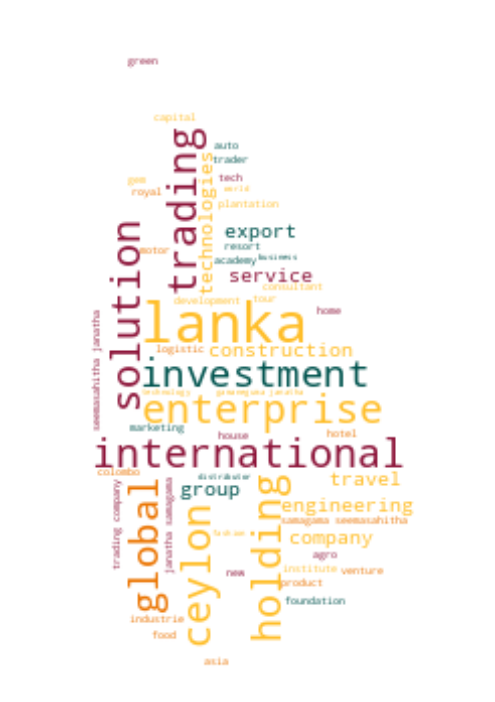 green
capital
trading
auto
trader
technologies
gem
tech
royal
world
plantation
solution
export
motor
resort
academy
business
service
consultant
development
tour
lanka
home
seemasahitha janatha
logistic
construction
investment
technology
enterprise
marketing
house
hotel
international
colombo
distributor
travel
trading company
global
janatha samagama
group
holding
ceylon
engineering
samagama seemasahitha
fashion
company
agro
new
institute
venture
product
foundation
industrie
food
asia